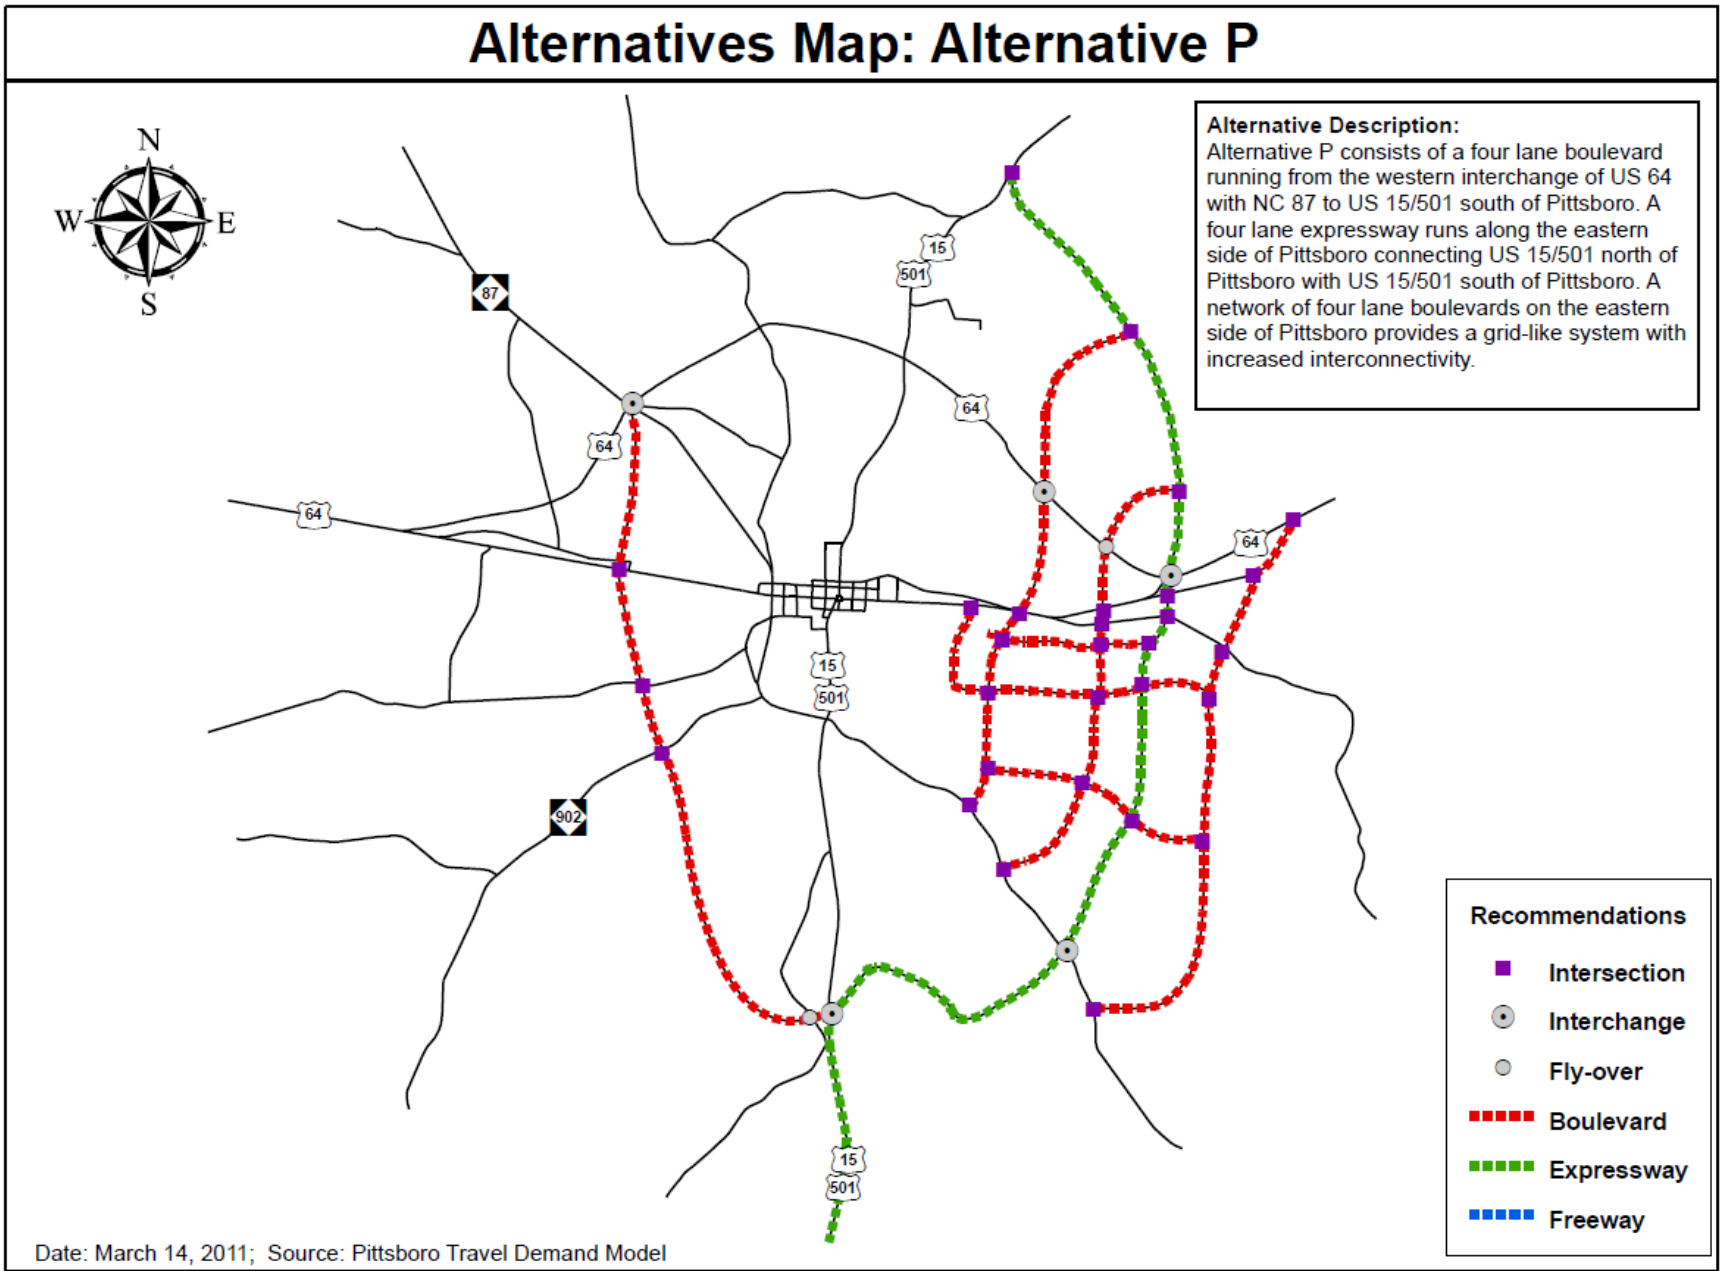 Alternatives Map: Alternative P
Alternative Description:
Alternative P consists of a four lane boulevard
running from the western interchange of US 64
with NC 87 to US 15/501 south of Pittsboro. A
four lane expressway runs along the eastern
side of Pittsboro connecting US 15/501 north of
Pittsboro with US 15/501 south of Pittsboro. A
network of four lane boulevards on the eastern
side of Pittsboro provides a grid-like system with
increased interconnectivity.
N
W
E
S
15
501
87
64
64
64
64
15
501
902
15
501
Recommendations
Intersection
Interchange
Fly-over
Boulevard
Expressway
Freeway
Date: March 14, 2011; Source: Pittsboro Travel Demand Model